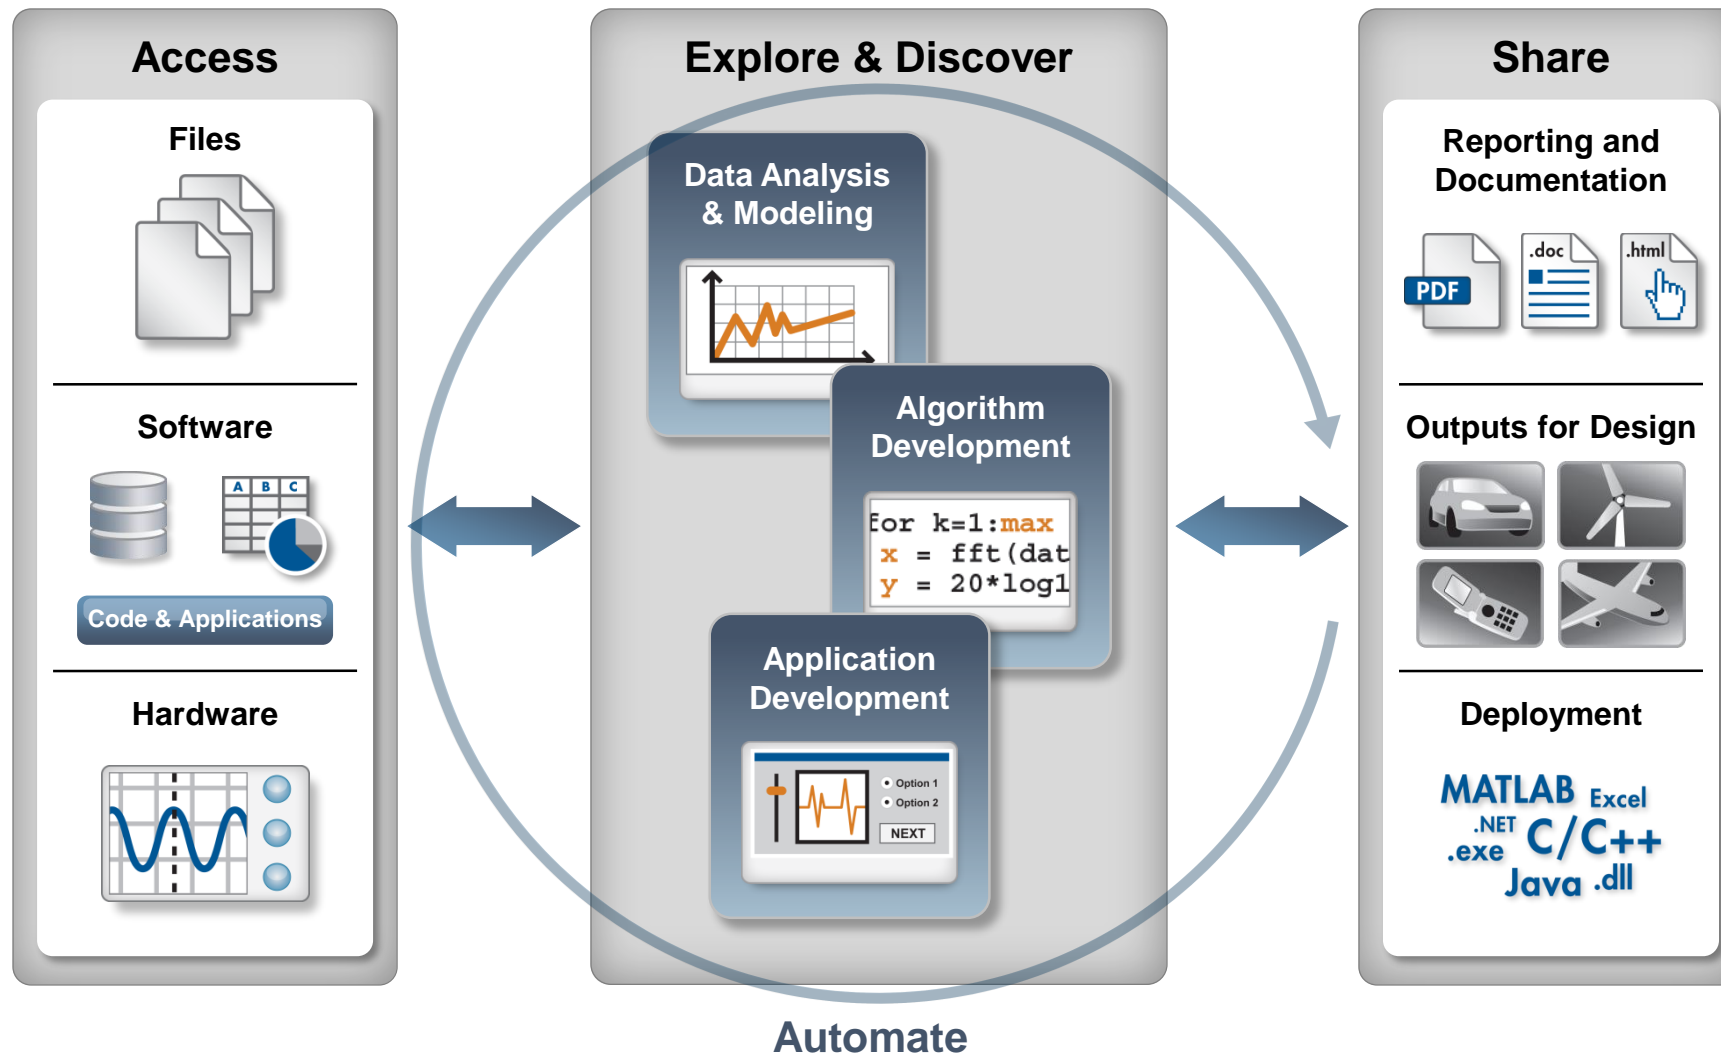 Access
Files
Software
A B C
Code & Applications
Hardware
Explore & Discover
Data Analysis
& Modeling
Algorithm
Development
for k=1:max
x = fft(dat
y = 20*log1
Application
Development
Option 1
Option 2
NEXT
Share
Reporting and
Documentation
PDF
.doc
.html
Outputs for Design
Deployment
MATLAB Excel
.NET C/C++
.exe
Java .dll
Automate